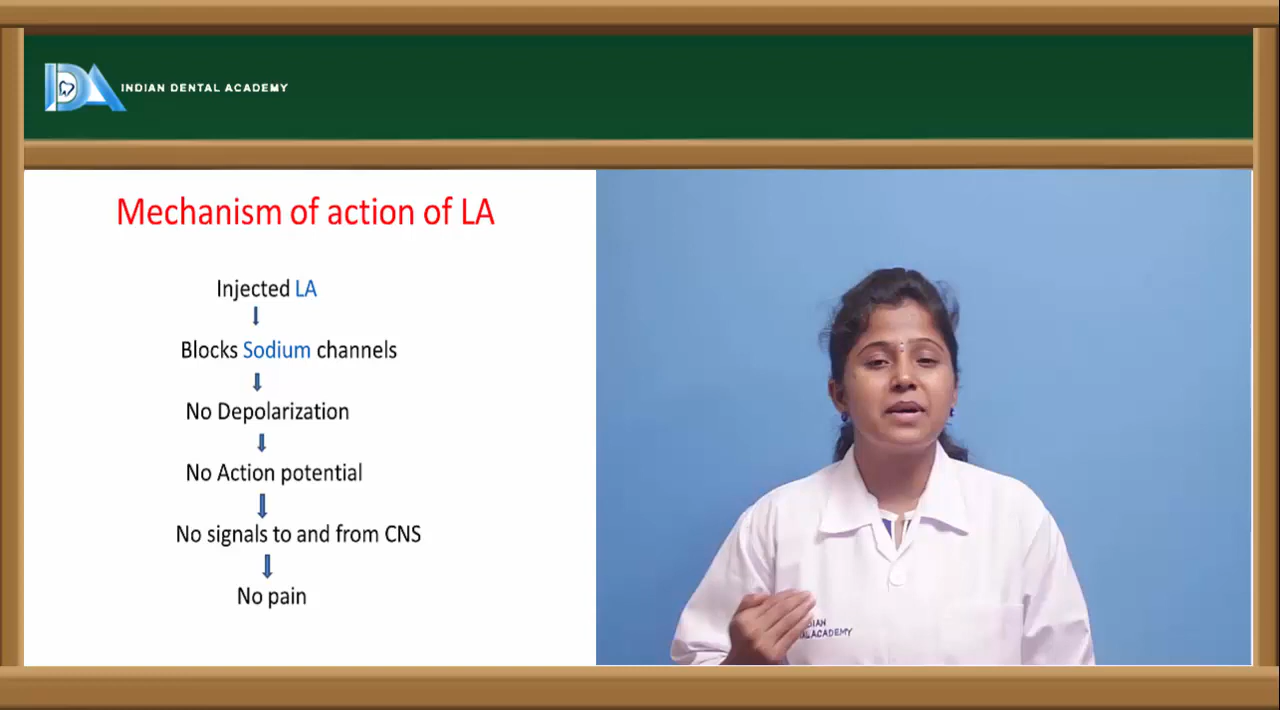 INDIAN DENTAL ACADEMY
Mechanism of action of LA
Injected LA
Blocks Sodium channels
No Depolarization
No Action potential
No signals to and from CNS
No pain
ACADEMY